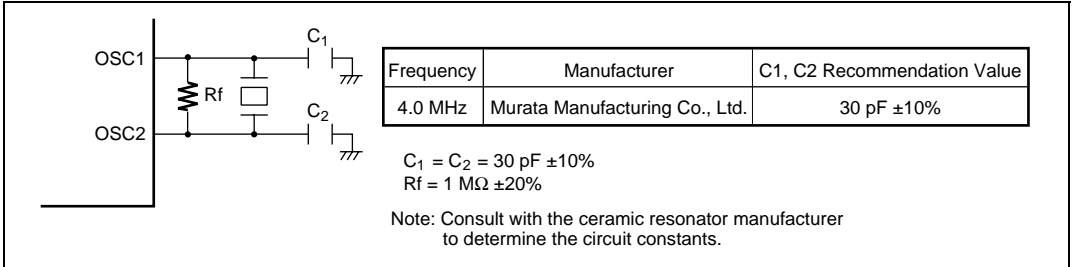 OSC1
OSC2
Rf
C1
C2
Frequency Manufacturer C1, C2 Recommendation Value
4.0 MHz Murata Manufacturing Co., Ltd. 30 pF ±10%
C1 = C2 = 30 pF ±10%
Rf = 1 MΩ ±20%
Note: Consult with the ceramic resonator manufacturer
to determine the circuit constants.